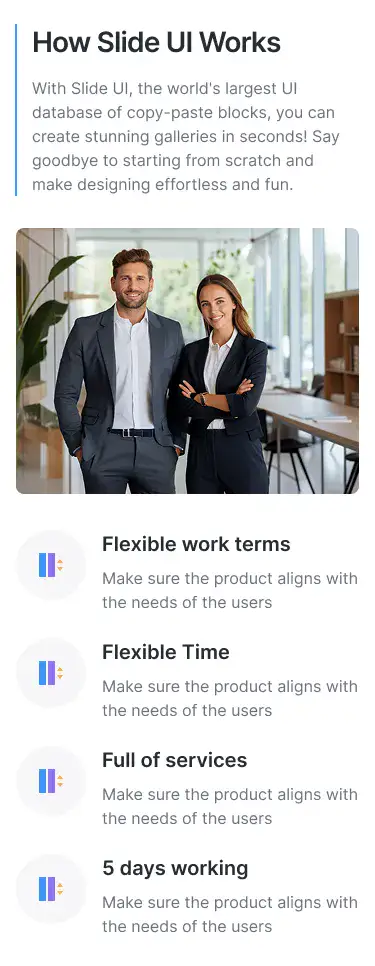 How Slide UI Works
With Slide UI, the world's largest UI
database of copy-paste blocks, you can
create stunning galleries in seconds! Say
goodbye to starting from scratch and
make designing effortless and fun.
Flexible work terms
Make sure the product aligns with
the needs of the users
Flexible Time
Make sure the product aligns with
the needs of the users
Full of services
Make sure the product aligns with
the needs of the users
5 days working
Make sure the product aligns with
the needs of the users